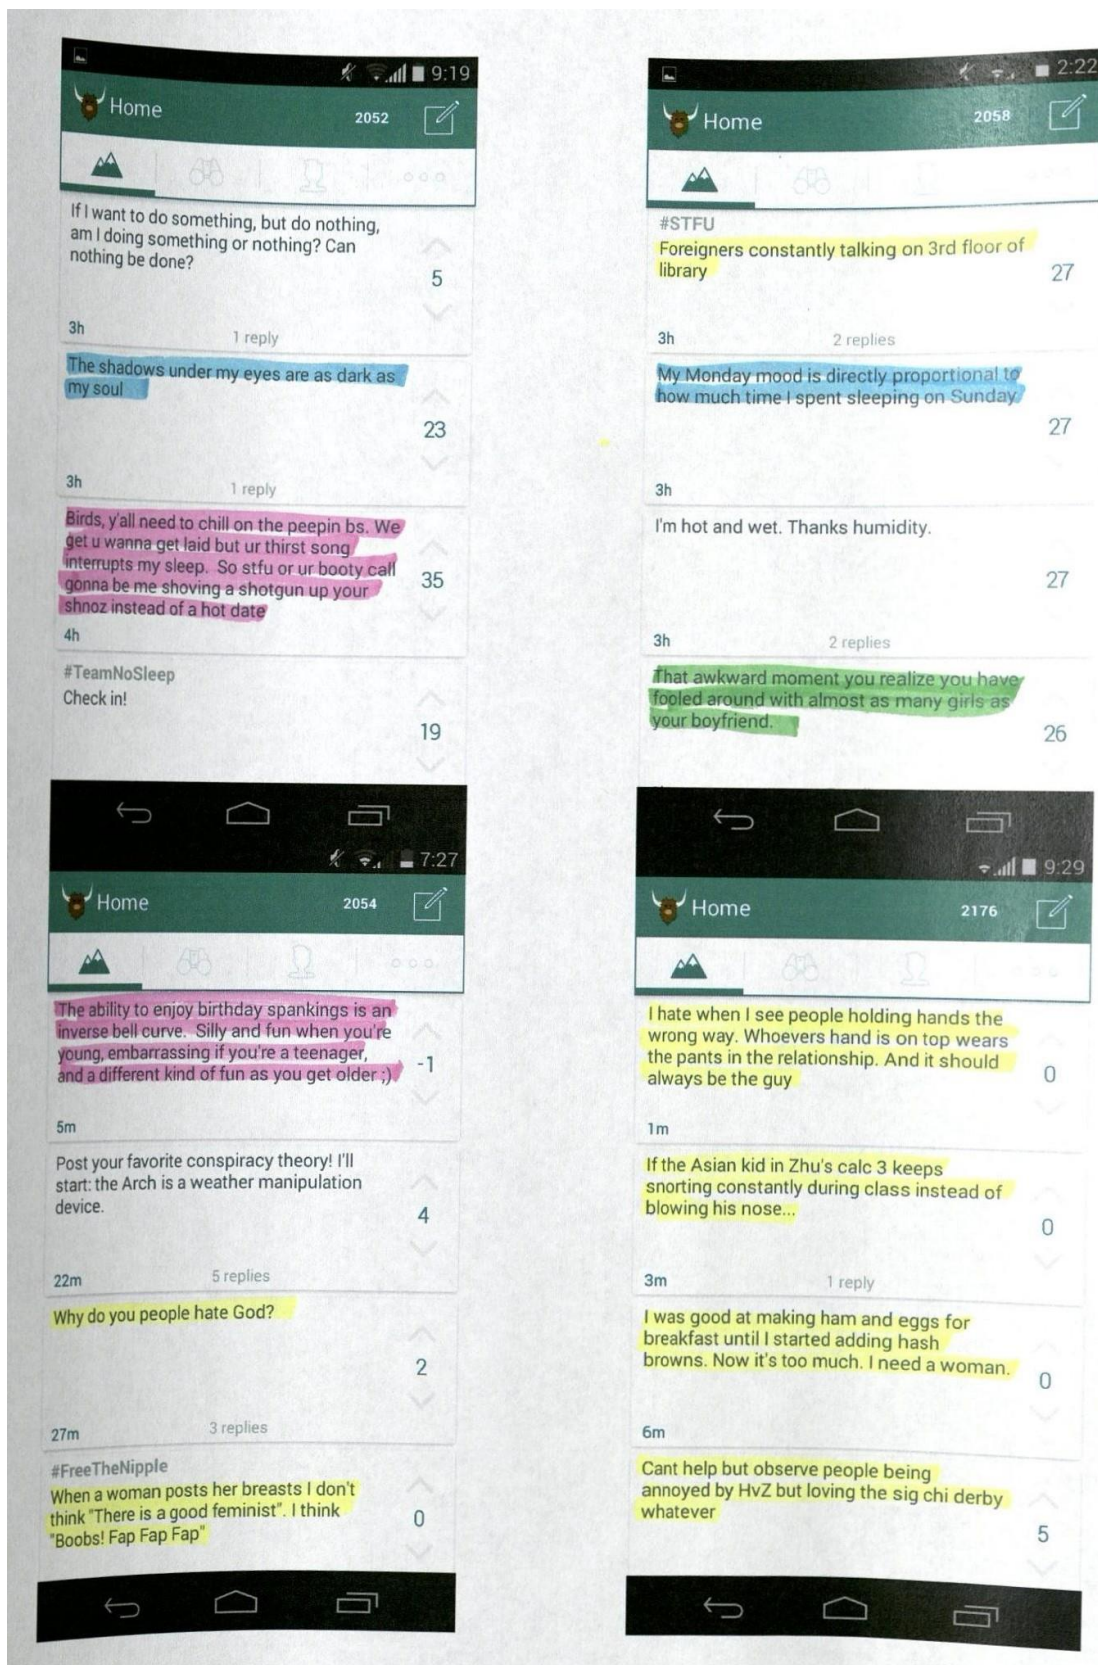 9:19
Home
2052
If I want to do something, but do nothing,
am I doing something or nothing? Can
nothing be done?
5
3h
1 reply
The shadows under my eyes are as dark as
my soul
23
3h
1 reply
Birds, y'all need to chill on the peepin bs. We
get u wanna get laid but ur thirst song
interrupts my sleep. So stfu or ur booty call
gonna be me shoving a shotgun up your
shnoz instead of a hot date
35
4h
#TeamNoSleep
Check in!
19
7:27
Home
2054
The ability to enjoy birthday spankings is an
inverse bell curve. Silly and fun when you're
young, embarrassing if you're a teenager,
and a different kind of fun as you get older ;)
-1
5m
Post your favorite conspiracy theory! I'll
start: the Arch is a weather manipulation
device.
4
22m
5 replies
Why do you people hate God?
2
27m
3 replies
#FreeTheNipple
When a woman posts her breasts I don't
think "There is a good feminist". I think
"Boobs! Fap Fap Fap"
0
2:22
Home
2058
#STFU
Foreigners constantly talking on 3rd floor of
library
27
3h
2 replies
My Monday mood is directly proportional to
how much time I spent sleeping on Sunday
27
3h
I'm hot and wet. Thanks humidity.
27
3h
2 replies
That awkward moment you realize you have
fooled around with almost as many girls as
your boyfriend.
26
9:29
Home
2176
I hate when I see people holding hands the
wrong way. Whoevers hand is on top wears
the pants in the relationship. And it should
always be the guy
0
1m
If the Asian kid in Zhu's calc 3 keeps
snorting constantly during class instead of
blowing his nose...
0
3m
1 reply
I was good at making ham and eggs for
breakfast until I started adding hash
browns. Now it's too much. I need a woman.
0
6m
Cant help but observe people being
annoyed by HvZ but loving the sig chi derby
whatever
5